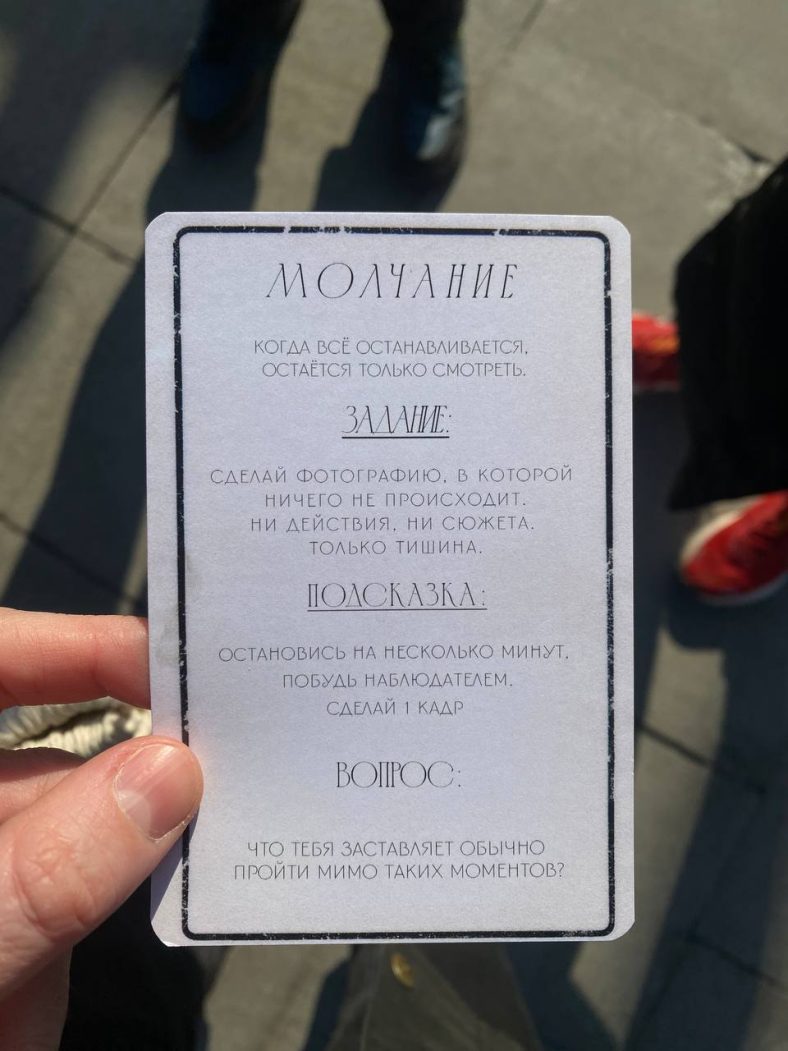 МОЛЧАНИЕ
КОГДА ВСЁ ОСТАНАВЛИВАЕТСЯ,
ОСТАЁТСЯ ТОЛЬКО СМОТРЕТЬ.
ЗАДАНИЕ:
СДЕЛАЙ ФОТОГРАФИЮ, В КОТОРОЙ
НИЧЕГО НЕ ПРОИСХОДИТ.
НИ ДЕЙСТВИЯ, НИ СЮЖЕТА.
ТОЛЬКО ТИШИНА.
ПОДСКАЗКА:
ОСТАНОВИСЬ НА НЕСКОЛЬКО МИНУТ,
ПОБУДЬ НАБЛЮДАТЕЛЕМ.
СДЕЛАЙ 1 КАДР
ВОПРОС:
ЧТО ТЕБЯ ЗАСТАВЛЯЕТ ОБЫЧНО
ПРОЙТИ МИМО ТАКИХ МОМЕНТОВ?